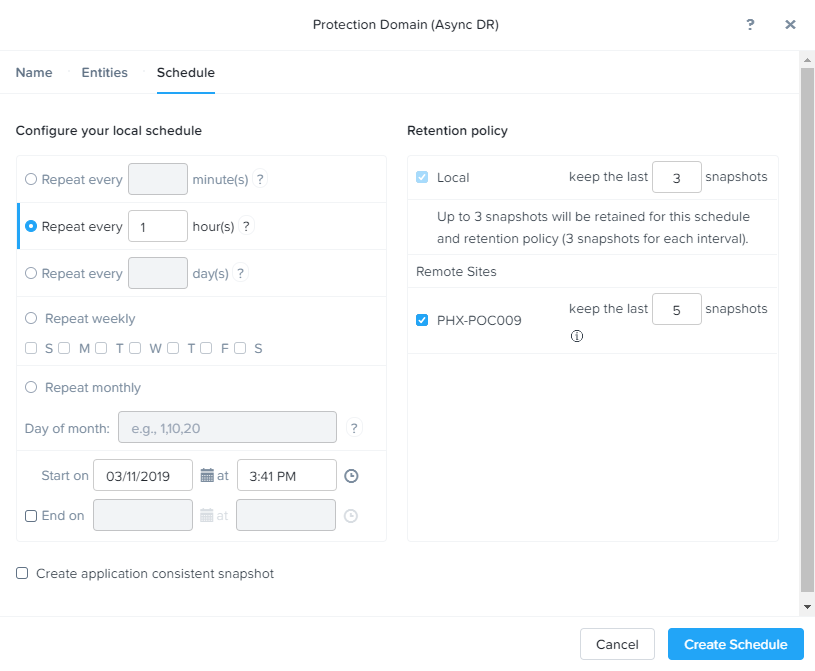 Protection Domain (Async DR)
? ×
Name Entities Schedule
Configure your local schedule
Repeat every minute(s) ?
Repeat every 1 hour(s) ?
Repeat every day(s) ?
Repeat weekly
S M T W T F S
Repeat monthly
Day of month: e.g., 1,10,20 ?
Start on 03/11/2019 at 3:41 PM
End on at
Create application consistent snapshot
Retention policy
Local keep the last 3 snapshots
Up to 3 snapshots will be retained for this schedule
and retention policy (3 snapshots for each interval).
Remote Sites
PHX-POC009 keep the last 5 snapshots
Cancel Create Schedule